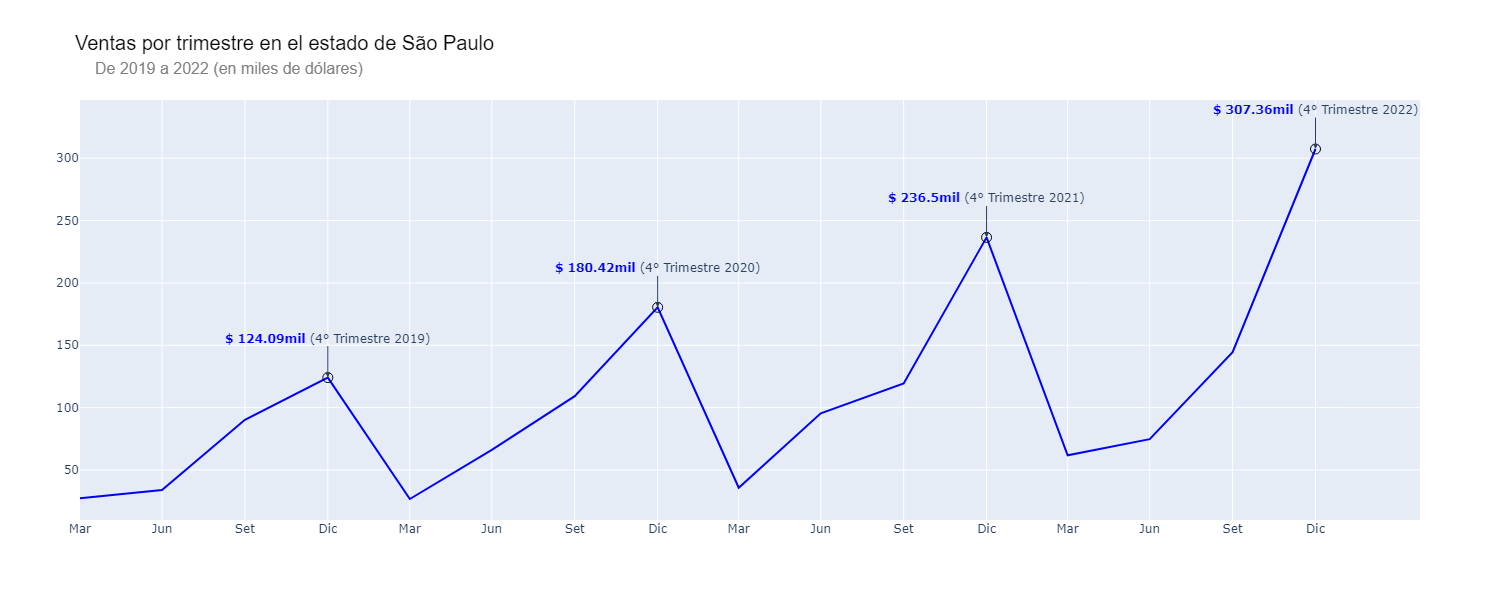 Ventas por trimestre en el estado de São Paulo
De 2019 a 2022 (en miles de dólares)
$ 307.36mil (4° Trimestre 2022)
300
250
$ 236.5mil (4° Trimestre 2021)
200
$ 180.42mil (4° Trimestre 2020)
150
$ 124.09mil (4° Trimestre 2019)
100
50
Mar Jun Set Dic Mar Jun Set Dic Mar Jun Set Dic Mar Jun Set Dic